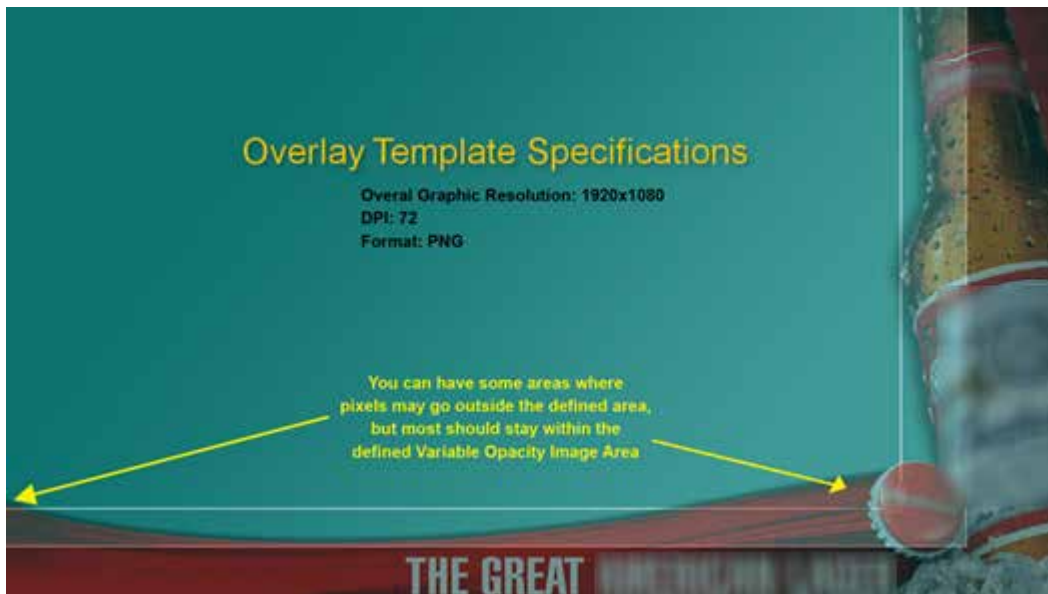 Overlay Template Specifications
Overal Graphic Resolution: 1920x1080
DPI: 72
Format: PNG
You can have some areas where
pixels may go outside the defined area,
but most should stay within the
defined Variable Opacity Image Area
THE GREAT